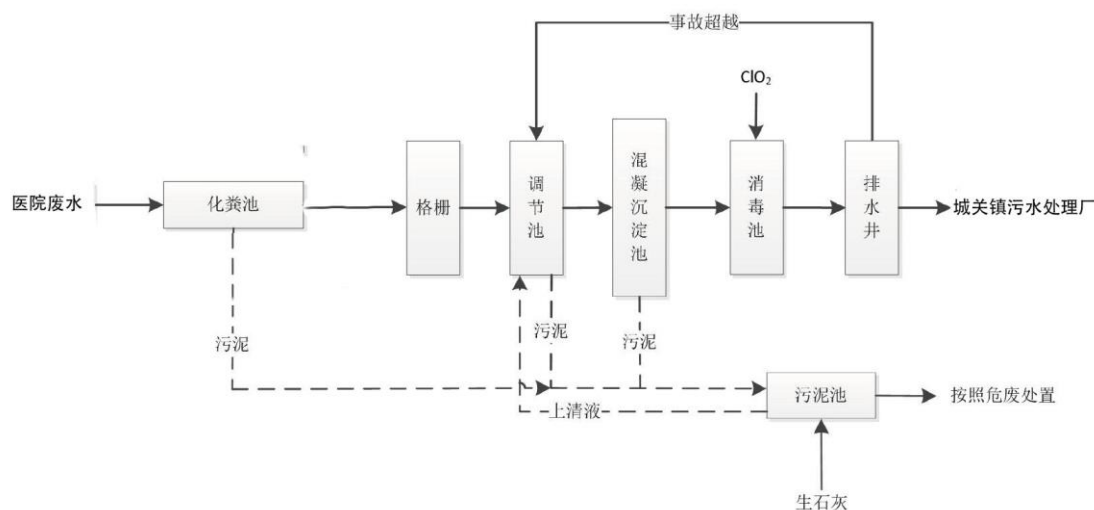 事故超越
ClO₂
医院废水
化粪池
格栅
调节池
混凝沉淀池
消毒池
排水井
城关镇污水处理厂
污泥
污泥
污泥
上清液
污泥池
按照危废处置
生石灰